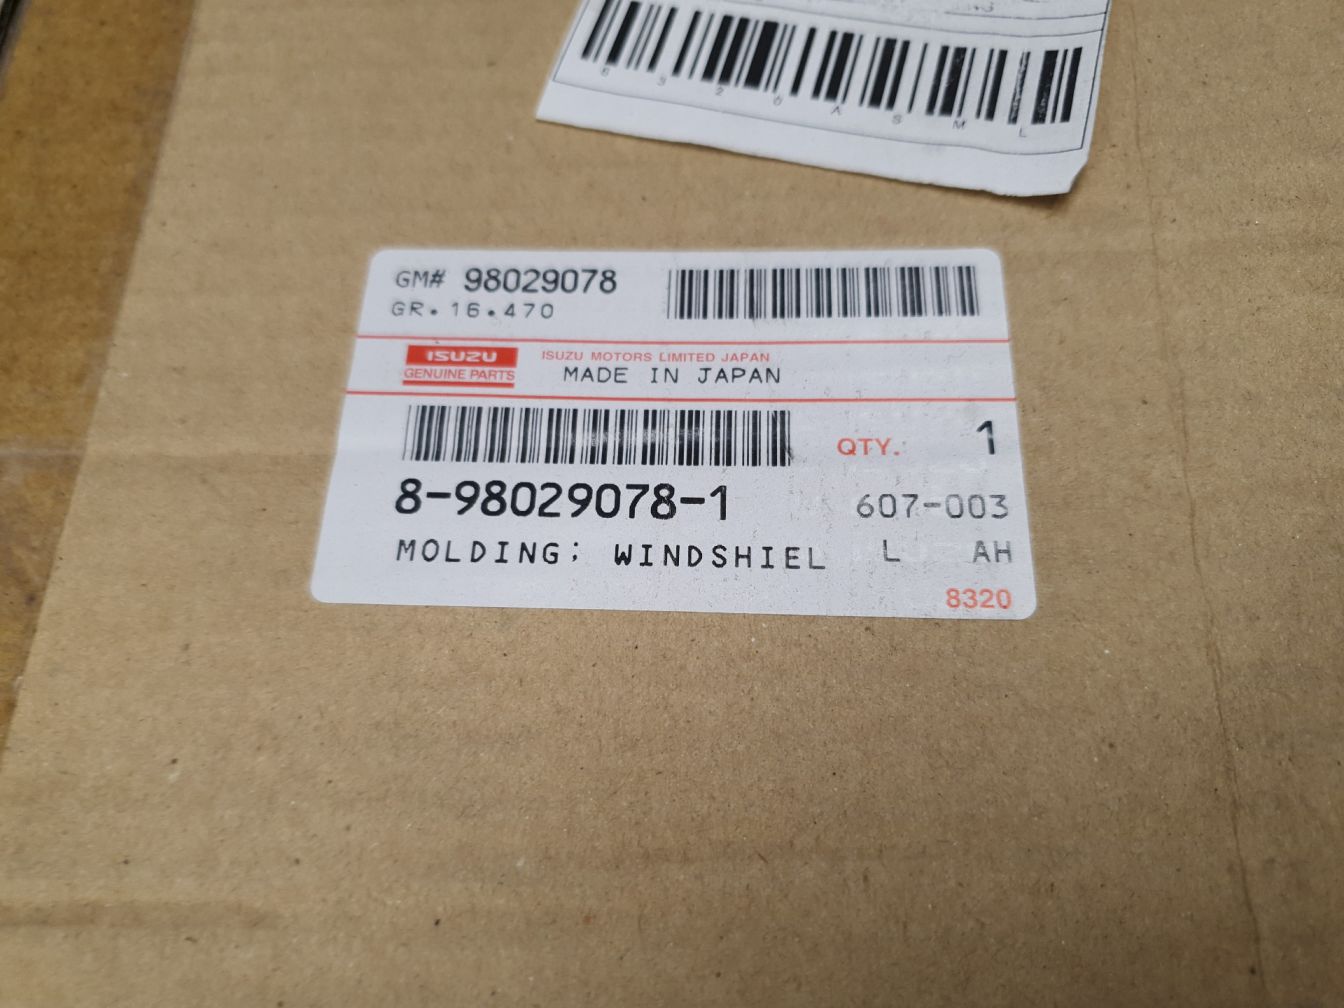 6320ASML
GM# 98029078
GR. 16.470
ISUZU
GENUINE PARTS
ISUZU MOTORS LIMITED JAPAN
MADE IN JAPAN
QTY. 1
8-98029078-1 607-003
MOLDING; WINDSHIEL L AH
8320